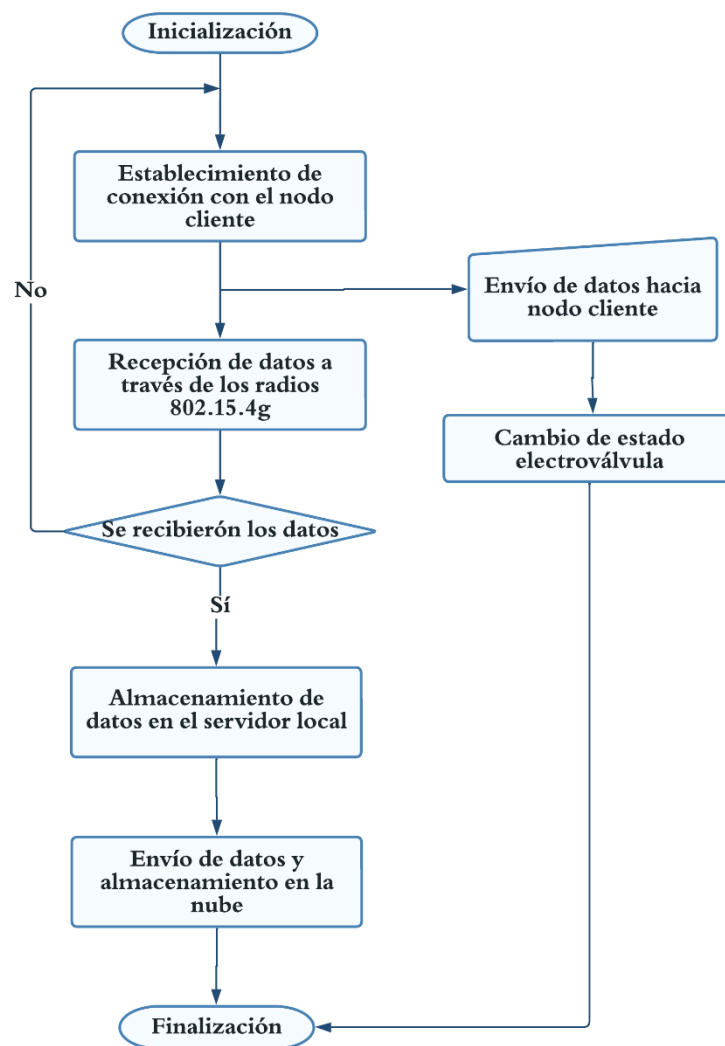 Inicialización
Establecimiento de
conexión con el nodo
cliente
No
Envío de datos hacia
nodo cliente
Recepción de datos a
través de los radios
802.15.4g
Cambio de estado
electroválvula
Se recibierón los datos
Sí
Almacenamiento de
datos en el servidor local
Envío de datos y
almacenamiento en la
nube
Finalización